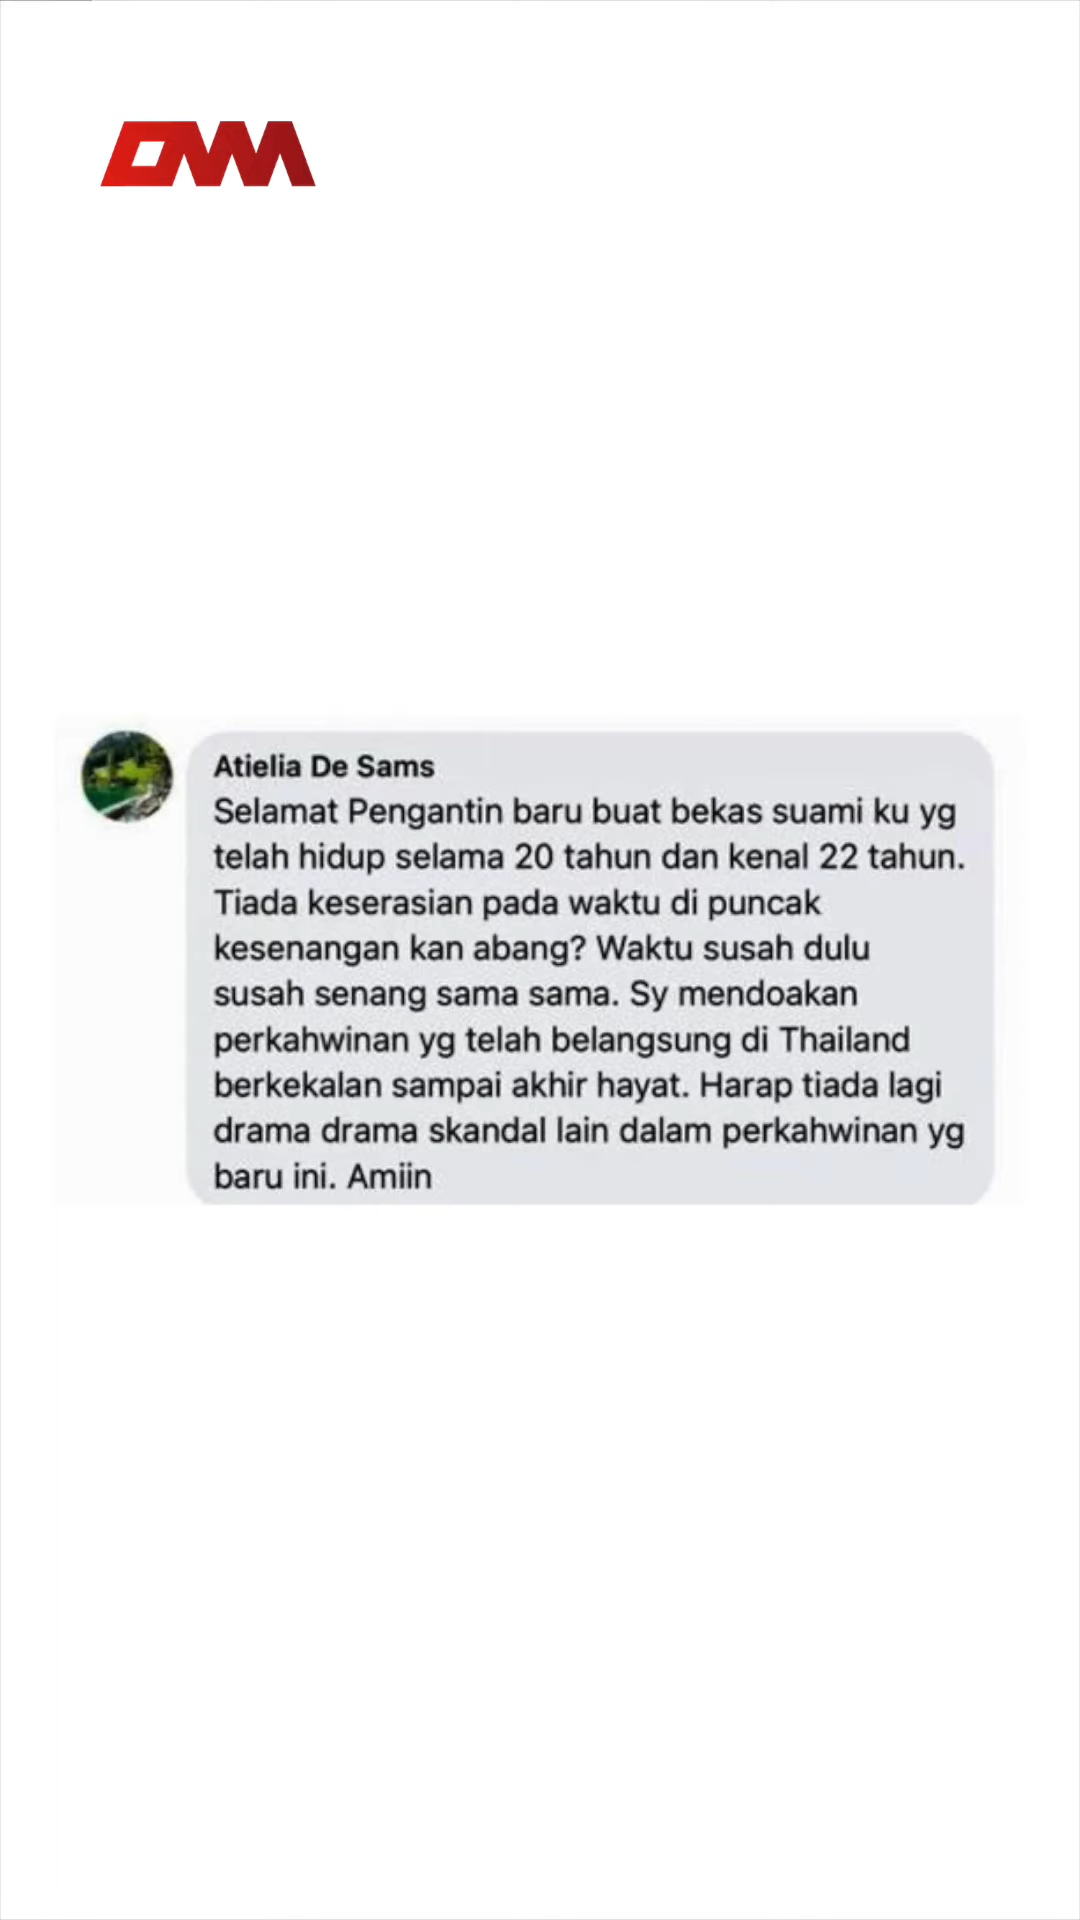 OMM
Atielia De Sams
Selamat Pengantin baru buat bekas suami ku yg
telah hidup selama 20 tahun dan kenal 22 tahun.
Tiada keserasian pada waktu di puncak
kesenangan kan abang? Waktu susah dulu
susah senang sama sama. Sy mendoakan
perkahwinan yg telah belangsung di Thailand
berkekalan sampai akhir hayat. Harap tiada lagi
drama drama skandal lain dalam perkahwinan yg
baru ini. Amiin